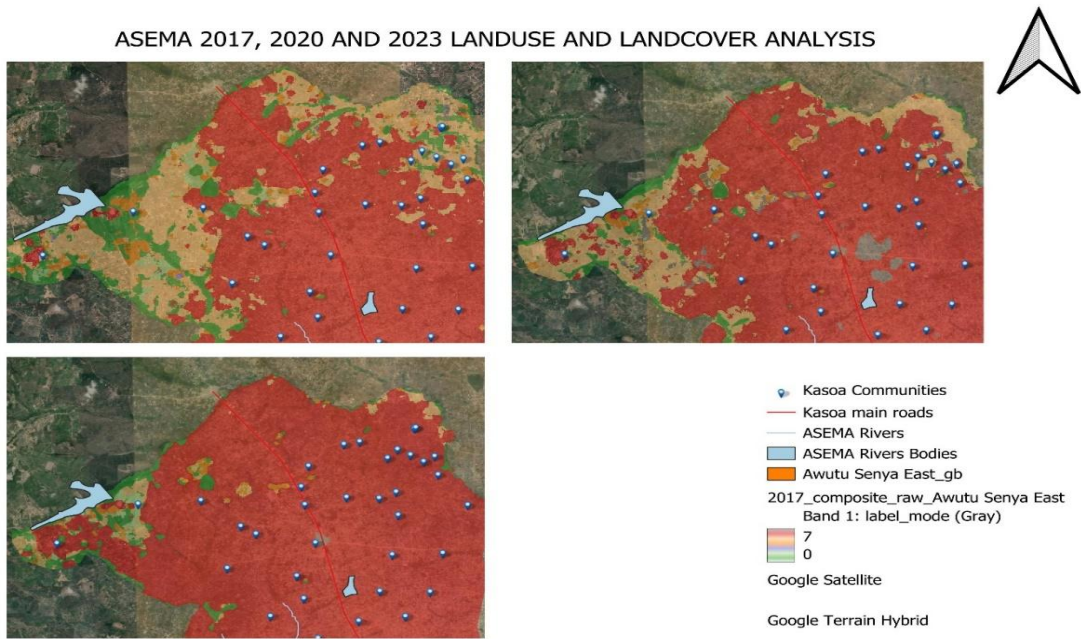 ASEMA 2017, 2020 AND 2023 LANDUSE AND LANDCOVER ANALYSIS
Kasoa Communities
Kasoa main roads
ASEMA Rivers
ASEMA Rivers Bodies
Awutu Senya East_gb
2017_composite_raw_Awutu Senya East
Band 1: label_mode (Gray)
7
0
Google Satellite
Google Terrain Hybrid